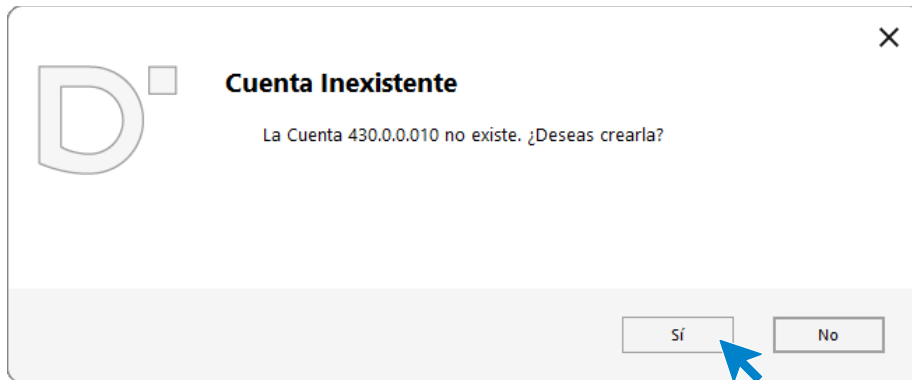 Cuenta Inexistente
La Cuenta 430.0.0.010 no existe. ¿Deseas crearla?
Sí
No